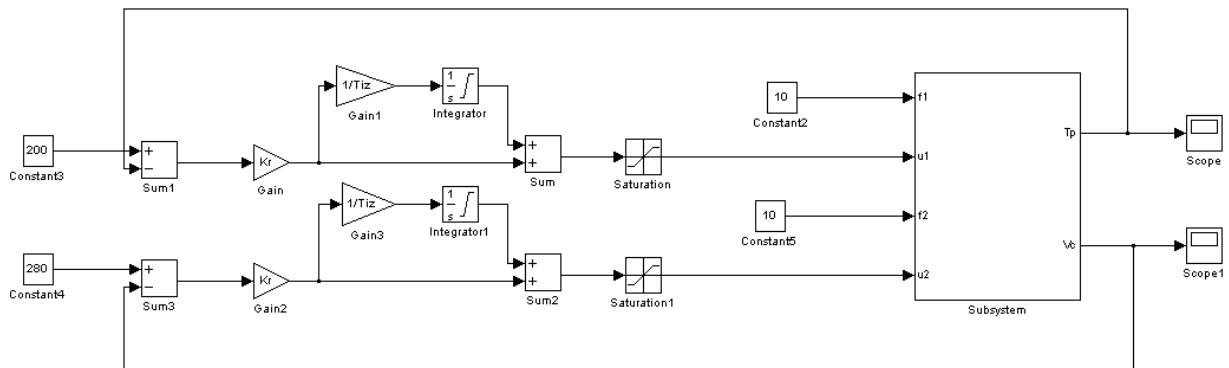 1/Tiz
Gain1
1
s
Integrator
200
Constant3
+
−
Sum1
Kr
Gain
+
+
Sum
Saturation
10
Constant2
f1
u1
f2
u2
Tp
Vc
Subsystem
Scope
1/Tiz
Gain3
1
s
Integrator1
10
Constant5
280
Constant4
+
−
Sum3
Kr
Gain2
+
+
Sum2
Saturation1
Scope1